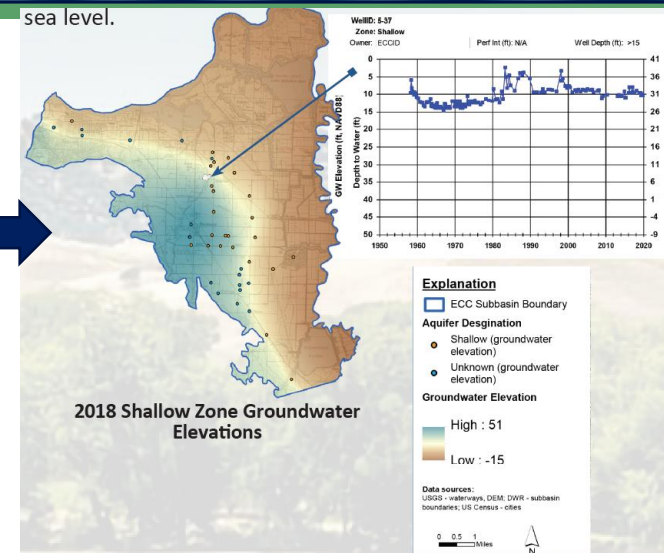 sea level.
WellID: 5-37
Zone: Shallow
Owner: ECCID Perf Int (ft): N/A Well Depth (ft): >15
GW Elevation (ft, NAVD88)
Depth to Water (ft)
0 41
5 36
10 31
15 26
20 21
25 16
30 11
35 6
40 1
45 -4
50 -9
1950 1960 1970 1980 1990 2000 2010 2020
2018 Shallow Zone Groundwater
Elevations
Explanation
ECC Subbasin Boundary
Aquifer Desgination
Shallow (groundwater
elevation)
Unknown (groundwater
elevation)
Groundwater Elevation
High : 51
Low : -15
Data sources:
USGS - waterways, DEM; DWR - subbasin
boundaries; US Census - cities
0 0.5 1
Miles
N